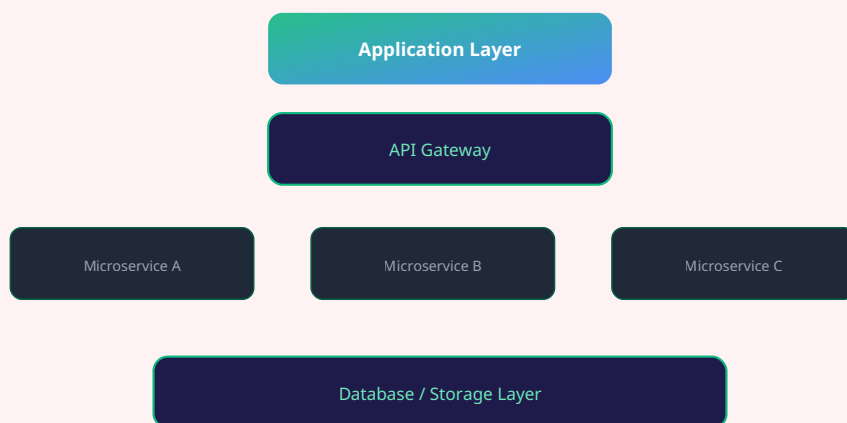 Application Layer
API Gateway
Microservice A
Microservice B
Microservice C
Database / Storage Layer